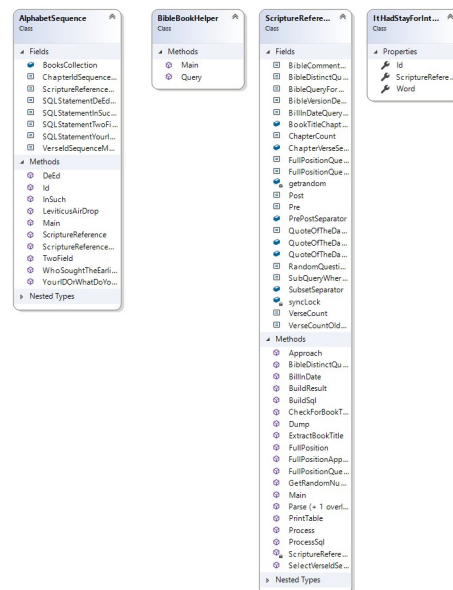 AlphabetSequence
Class
Fields
BooksCollection
ChapterIdSequence...
ScriptureReference...
SQLStatementDeEd...
SQLStatementInSuc...
SQLStatementTwoFi...
SQLStatementYourI...
VerseIdSequenceM...
Methods
DeEd
Id
InSuch
LeviticusAirDrop
Main
ScriptureReference
ScriptureReference...
TwoField
WhoSoughtTheEarli...
YourIDOrWhatDoYo...
Nested Types
BibleBookHelper
Class
Methods
Main
Query
ScriptureRefere...
Class
Fields
BibleComment...
BibleDistinctQu...
BibleQueryFor...
BibleVersionDe...
BillInDateQuery...
BookTitleChapt...
ChapterCount
ChapterVerseSe...
FullPositionQue...
FullPositionQue...
getrandom
Post
Pre
PrePostSeparator
QuoteOfTheDa...
QuoteOfTheDa...
QuoteOfTheDa...
RandomQuesti...
SubQueryWher...
SubsetSeparator
syncLock
VerseCount
VerseCountOld...
Methods
Approach
BibleDistinctQu...
BillInDate
BuildResult
BuildSql
CheckForBookT...
Dump
ExtractBookTitle
FullPosition
FullPositionApp...
FullPositionQue...
GetRandomNu...
Main
Parse (+ 1 overl...
PrintTable
Process
ProcessSql
ScriptureRefere...
SelectVerseIdSe...
Nested Types
ItHadStayForInt...
Class
Properties
Id
ScriptureRefere...
Word